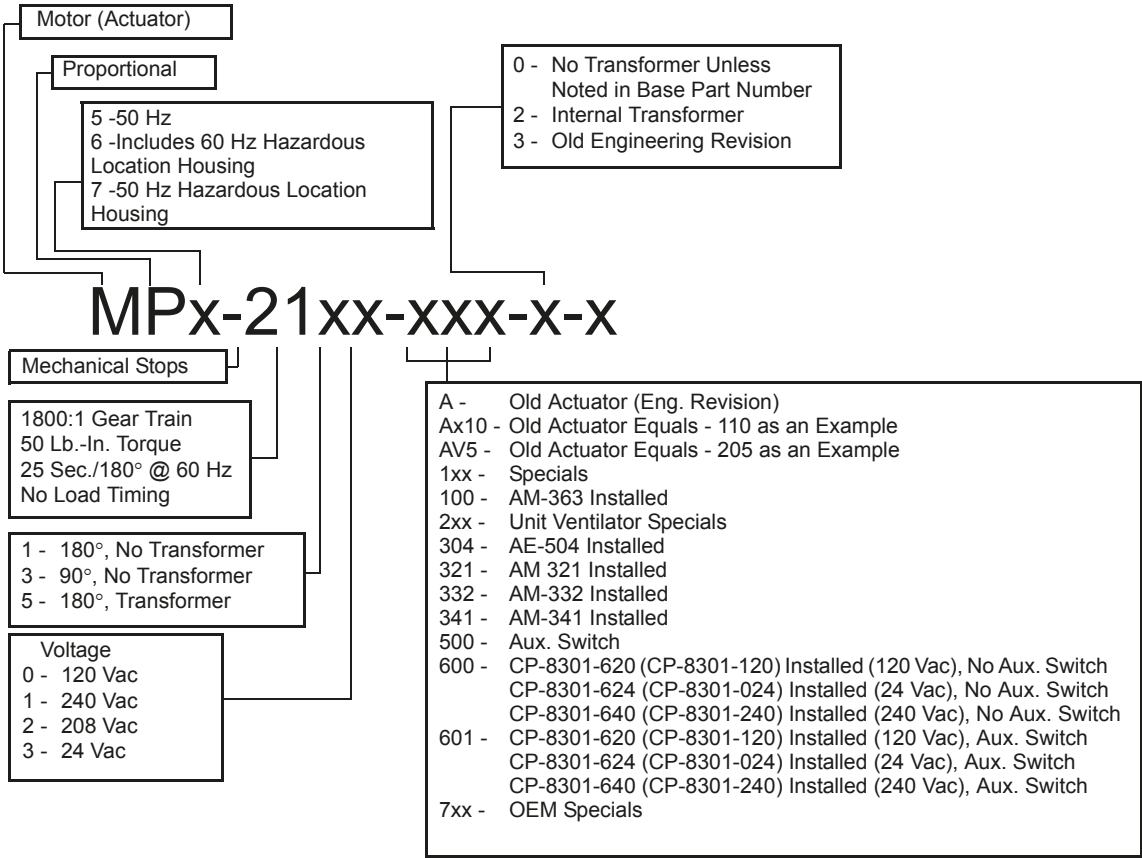 Motor (Actuator)
Proportional
5 -50 Hz
6 -Includes 60 Hz Hazardous
Location Housing
7 -50 Hz Hazardous Location
Housing
0 - No Transformer Unless
Noted in Base Part Number
2 - Internal Transformer
3 - Old Engineering Revision
MPx-21xx-xxx-x-x
Mechanical Stops
1800:1 Gear Train
50 Lb.-In. Torque
25 Sec./180° @ 60 Hz
No Load Timing
1 - 180°, No Transformer
3 - 90°, No Transformer
5 - 180°, Transformer
Voltage
0 - 120 Vac
1 - 240 Vac
2 - 208 Vac
3 - 24 Vac
A - Old Actuator (Eng. Revision)
Ax10 - Old Actuator Equals - 110 as an Example
AV5 - Old Actuator Equals - 205 as an Example
1xx - Specials
100 - AM-363 Installed
2xx - Unit Ventilator Specials
304 - AE-504 Installed
321 - AM 321 Installed
332 - AM-332 Installed
341 - AM-341 Installed
500 - Aux. Switch
600 - CP-8301-620 (CP-8301-120) Installed (120 Vac), No Aux. Switch
CP-8301-624 (CP-8301-024) Installed (24 Vac), No Aux. Switch
CP-8301-640 (CP-8301-240) Installed (240 Vac), No Aux. Switch
601 - CP-8301-620 (CP-8301-120) Installed (120 Vac), Aux. Switch
CP-8301-624 (CP-8301-024) Installed (24 Vac), Aux. Switch
CP-8301-640 (CP-8301-240) Installed (240 Vac), Aux. Switch
7xx - OEM Specials